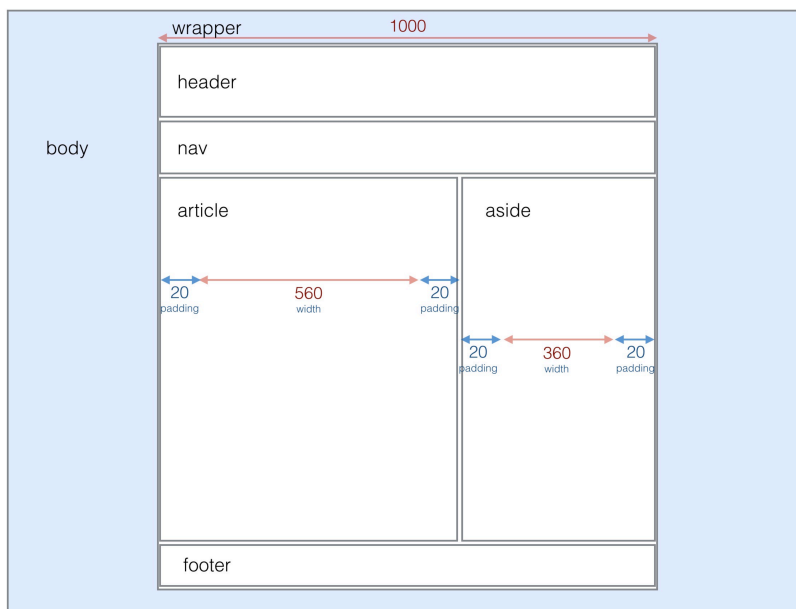 wrapper
1000
header
body
nav
article
aside
20
560
20
padding
width
padding
20
360
20
padding
width
padding
footer